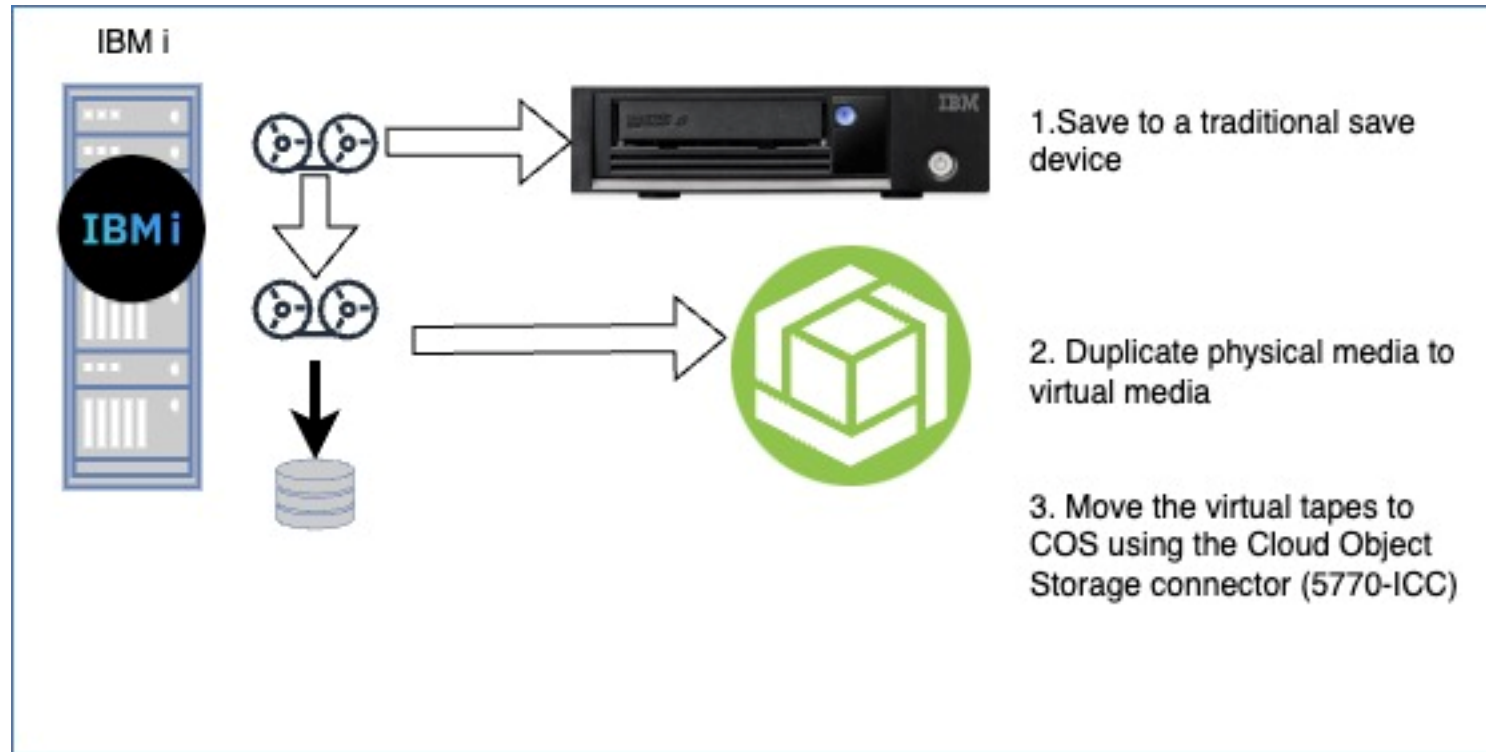 IBM i
IBM i
IBM
1.Save to a traditional save
device
2. Duplicate physical media to
virtual media
3. Move the virtual tapes to
COS using the Cloud Object
Storage connector (5770-ICC)